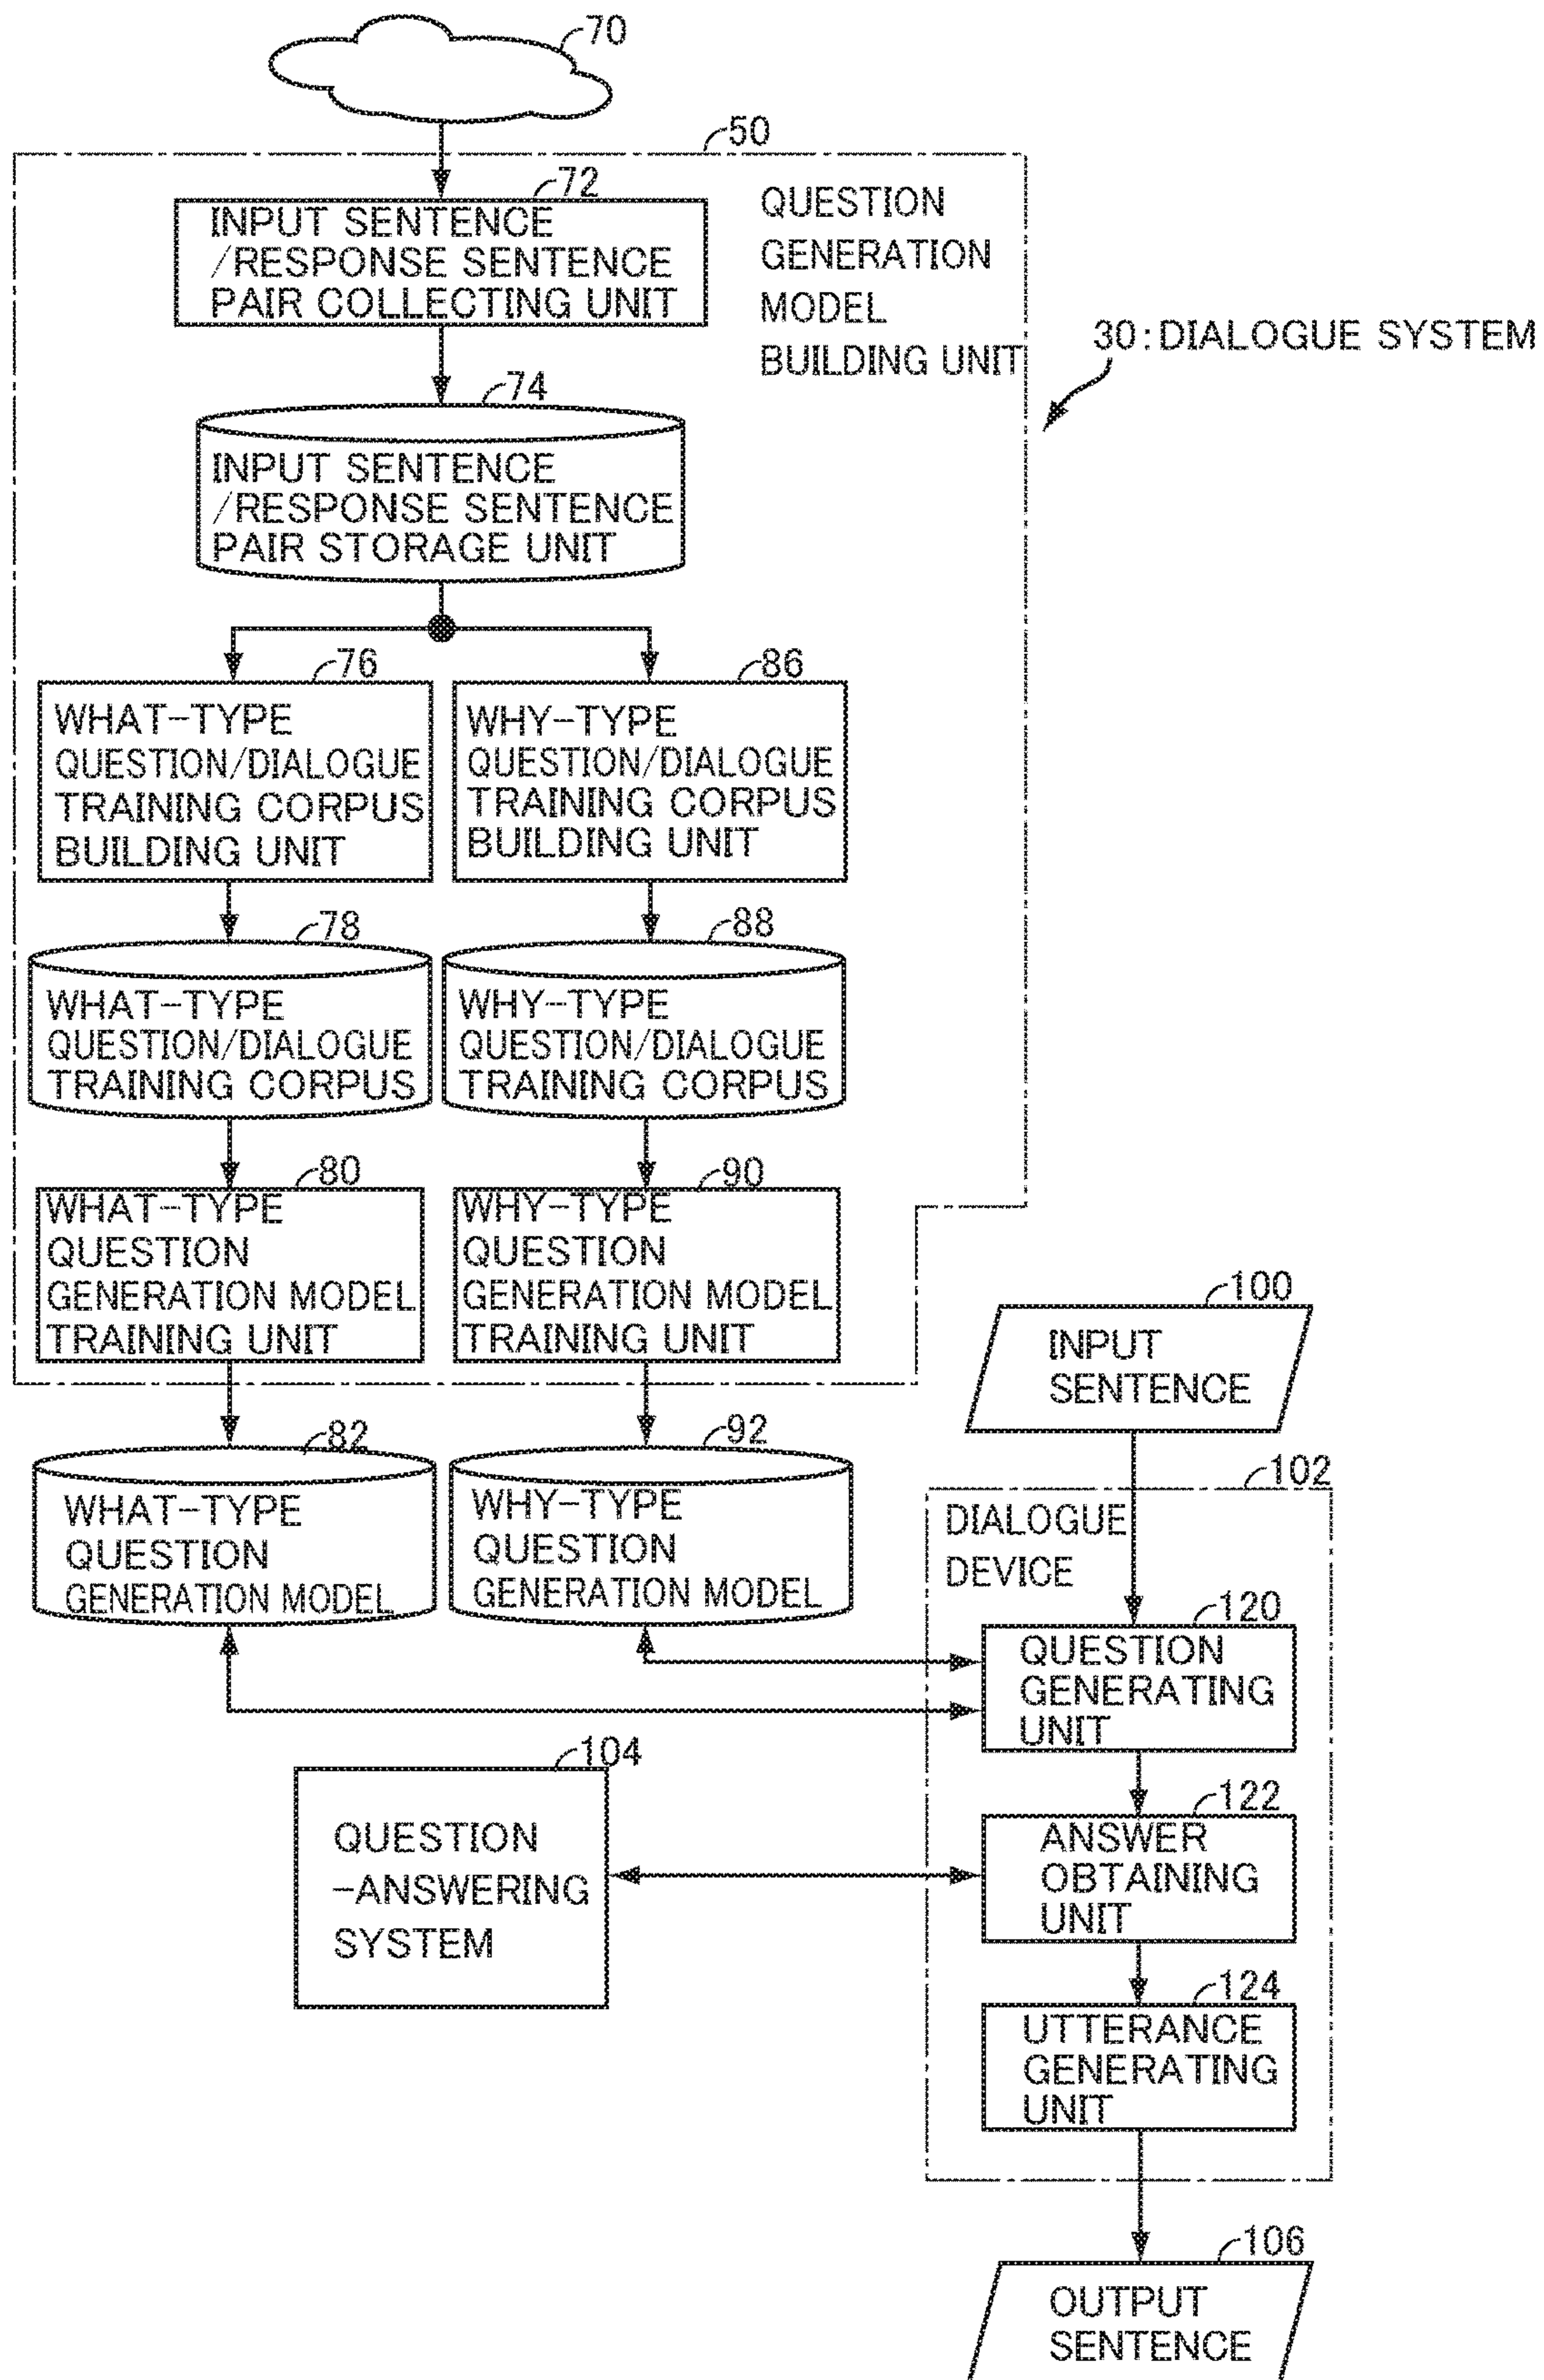 70
50
72
INPUT SENTENCE
/RESPONSE SENTENCE
PAIR COLLECTING UNIT
QUESTION
GENERATION
MODEL
BUILDING UNIT
30:DIALOGUE SYSTEM
74
INPUT SENTENCE
/RESPONSE SENTENCE
PAIR STORAGE UNIT
76
WHAT-TYPE
QUESTION/DIALOGUE
TRAINING CORPUS
BUILDING UNIT
86
WHY-TYPE
QUESTION/DIALOGUE
TRAINING CORPUS
BUILDING UNIT
78
WHAT-TYPE
QUESTION/DIALOGUE
TRAINING CORPUS
88
WHY-TYPE
QUESTION/DIALOGUE
TRAINING CORPUS
80
WHAT-TYPE
QUESTION
GENERATION MODEL
TRAINING UNIT
90
WHY-TYPE
QUESTION
GENERATION MODEL
TRAINING UNIT
82
WHAT-TYPE
QUESTION
GENERATION MODEL
92
WHY-TYPE
QUESTION
GENERATION MODEL
100
INPUT
SENTENCE
102
DIALOGUE
DEVICE
120
QUESTION
GENERATING
UNIT
104
QUESTION
-ANSWERING
SYSTEM
122
ANSWER
OBTAINING
UNIT
124
UTTERANCE
GENERATING
UNIT
106
OUTPUT
SENTENCE